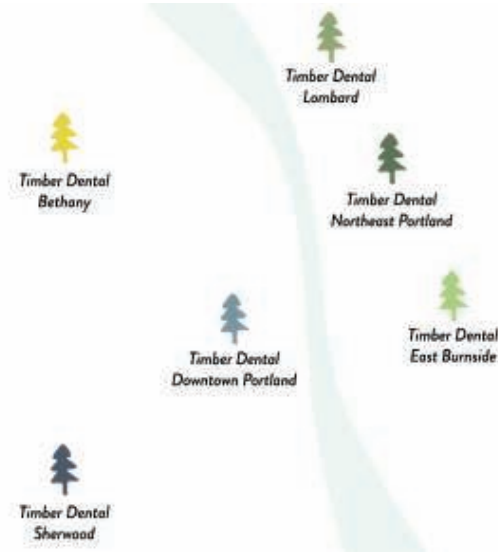 Timber Dental
Lombard
Timber Dental
Bethany
Timber Dental
Northeast Portland
Timber Dental
East Burnside
Timber Dental
Downtown Portland
Timber Dental
Sherwood